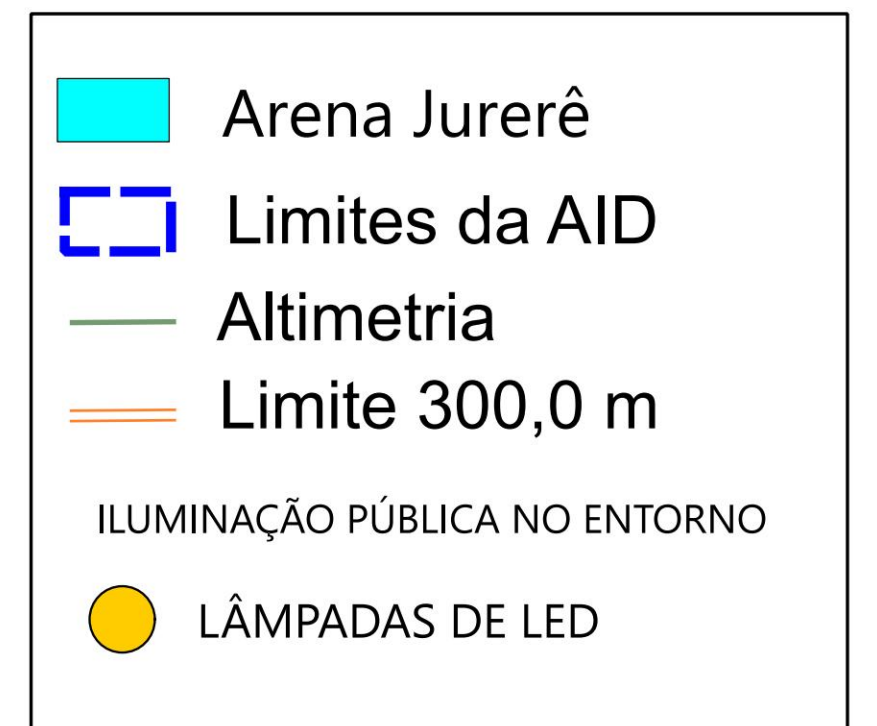 Arena Jurerê
Limites da AID
Altimetria
Limite 300,0 m
ILUMINAÇÃO PÚBLICA NO ENTORNO
LÂMPADAS DE LED